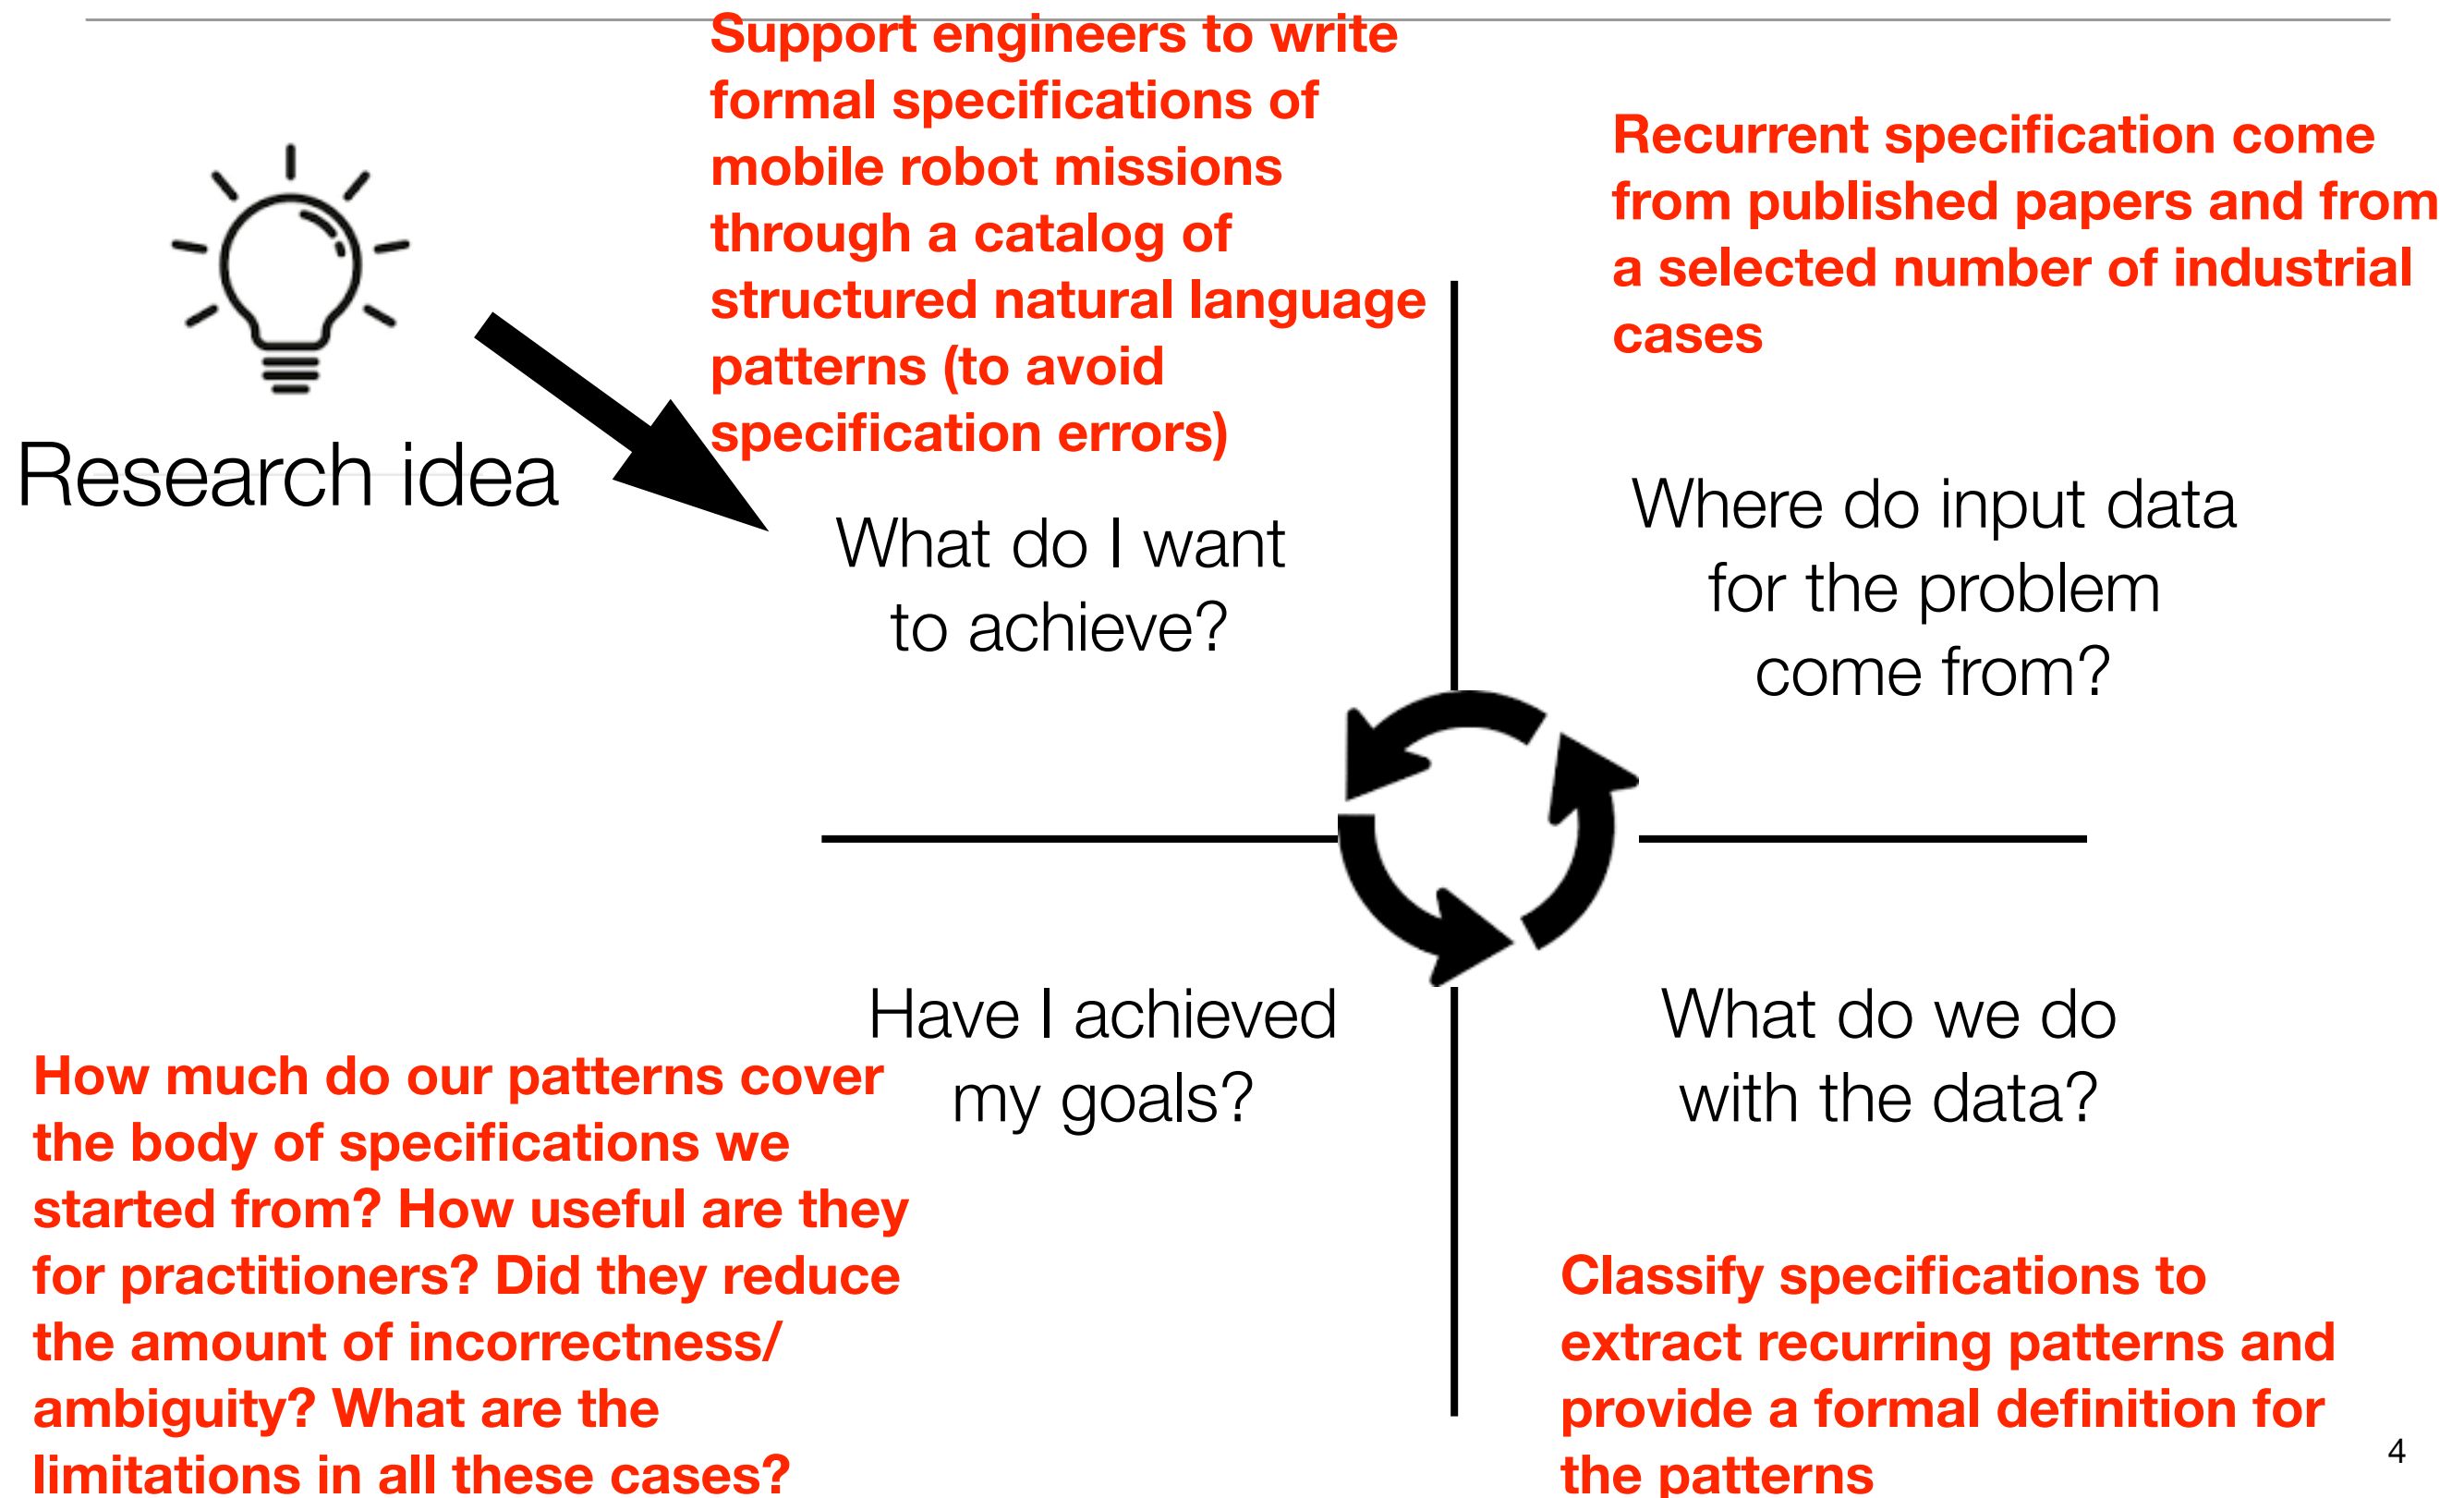 Support engineers to write
formal specifications of
mobile robot missions
through a catalog of
structured natural language
patterns (to avoid
specification errors)
Recurrent specification come
from published papers and from
a selected number of industrial
cases
Research idea
What do I want
to achieve?
Where do input data
for the problem
come from?
Have I achieved
my goals?
What do we do
with the data?
How much do our patterns cover
the body of specifications we
started from? How useful are they
for practitioners? Did they reduce
the amount of incorrectness/
ambiguity? What are the
limitations in all these cases?
Classify specifications to
extract recurring patterns and
provide a formal definition for
the patterns
4